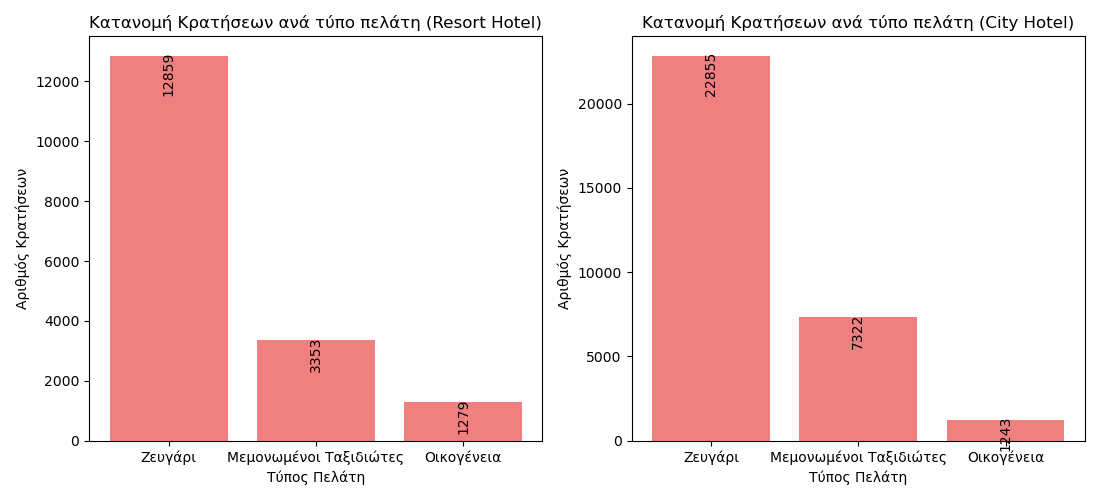 Κατανομή Κρατήσεων ανά τύπο πελάτη (Resort Hotel)
Αριθμός Κρατήσεων
12000
10000
8000
6000
4000
2000
0
12859
3353
1279
Ζευγάρι
Μεμονωμένοι Ταξιδιώτες
Οικογένεια
Τύπος Πελάτη
Κατανομή Κρατήσεων ανά τύπο πελάτη (City Hotel)
Αριθμός Κρατήσεων
20000
15000
10000
5000
0
22855
7322
1243
Ζευγάρι
Μεμονωμένοι Ταξιδιώτες
Οικογένεια
Τύπος Πελάτη